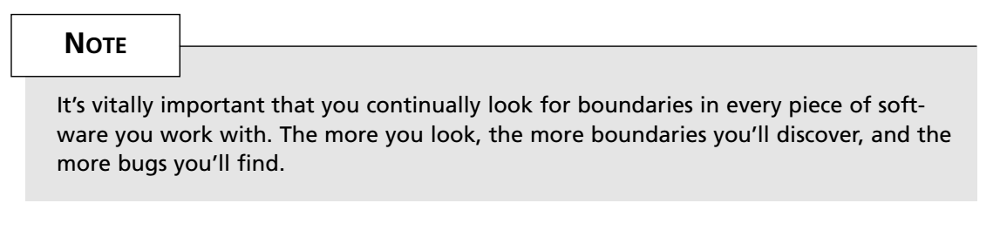 NOTE
It's vitally important that you continually look for boundaries in every piece of soft-
ware you work with. The more you look, the more boundaries you'll discover, and the
more bugs you'll find.